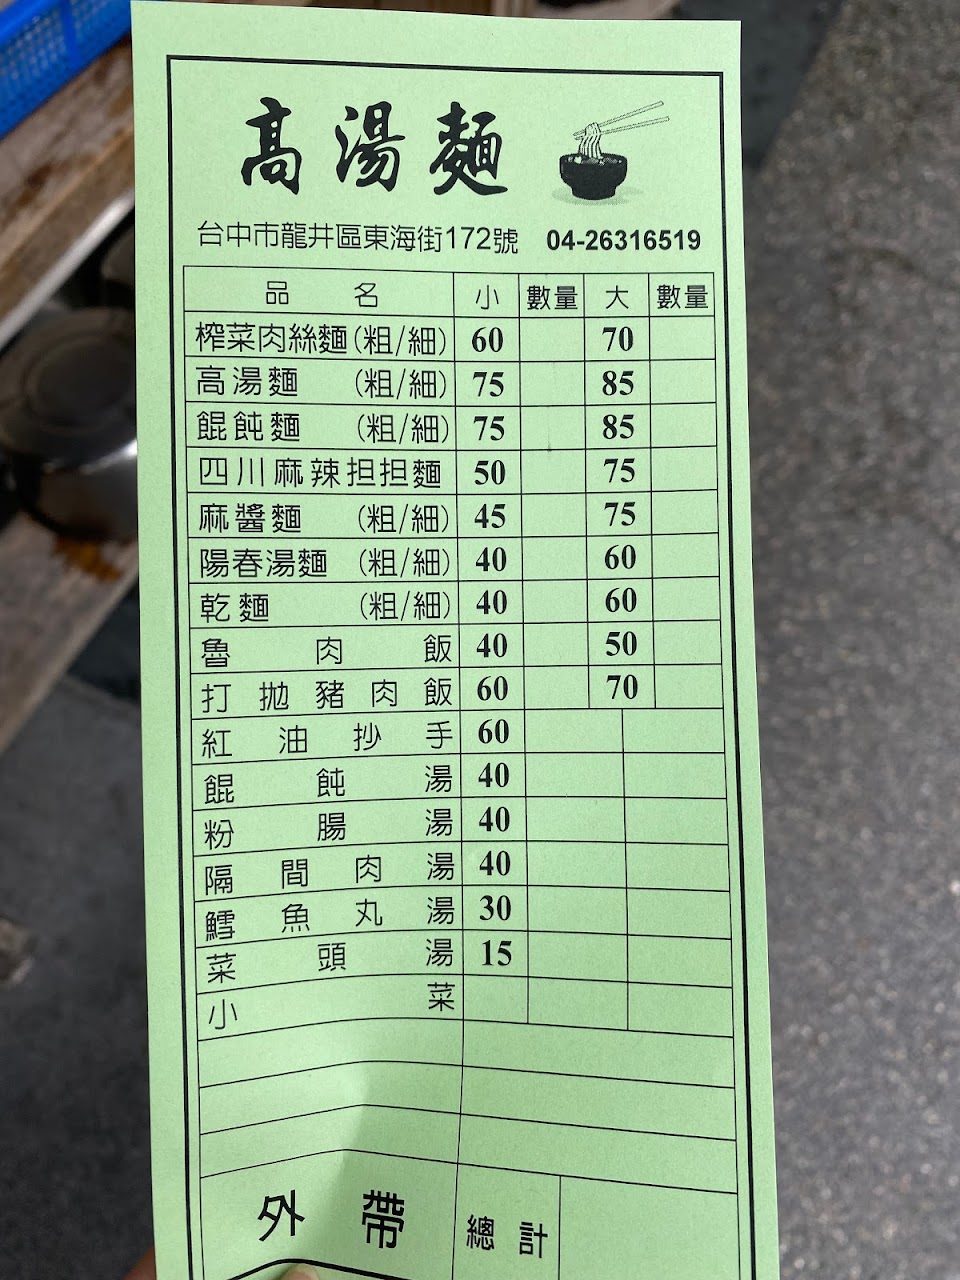 高湯麵
台中市龍井區東海街172號 04-26316519
品名 小 數量 大 數量
榨菜肉絲麵(粗/細) 60 70
高湯麵 (粗/細) 75 85
餛飩麵 (粗/細) 75 85
四川麻辣担担麵 50 75
麻醬麵 (粗/細) 45 75
陽春湯麵 (粗/細) 40 60
乾麵 (粗/細) 40 60
魯肉飯 40 50
打拋豬肉飯 60 70
紅油抄手 60
餛飩湯 40
粉腸湯 40
隔間肉湯 40
鱈魚丸湯 30
菜頭湯 15
小菜
外帶 總計